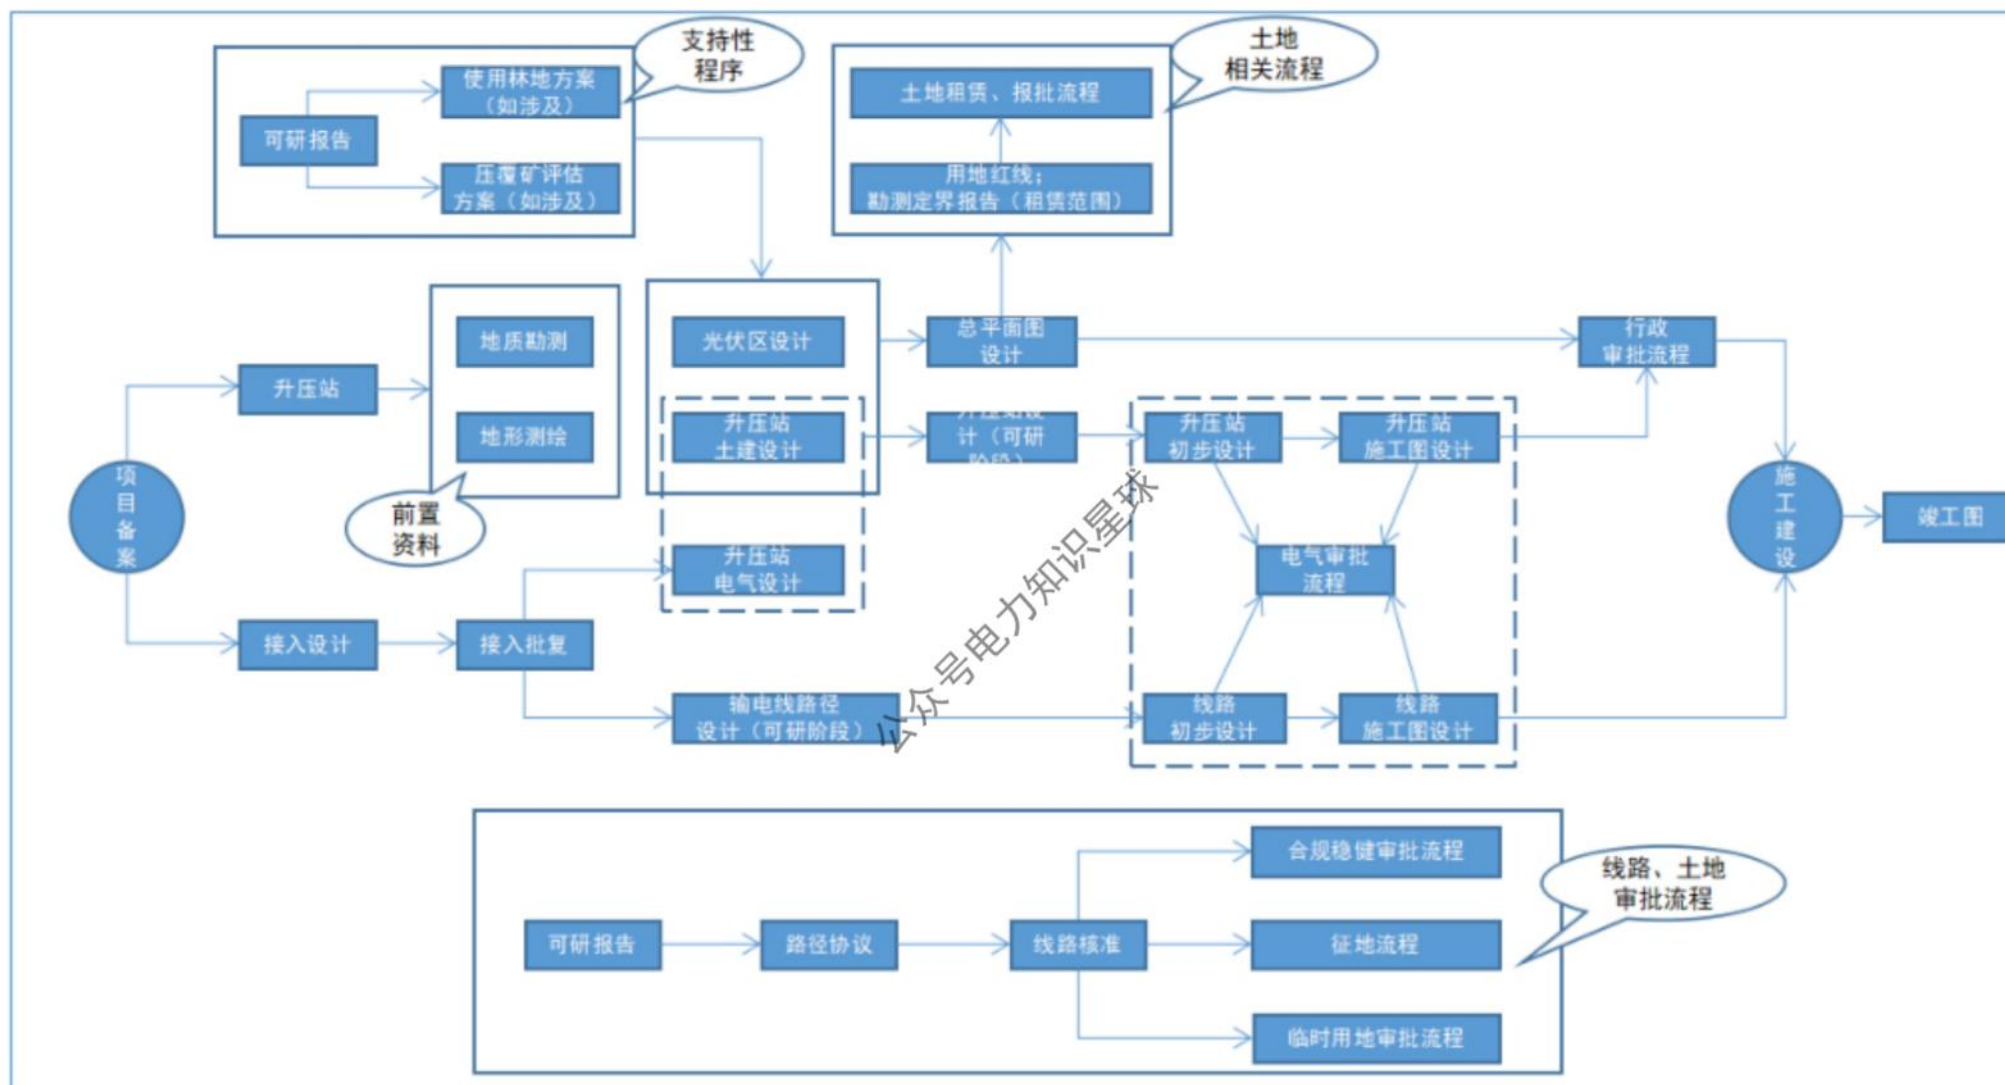 支持性
程序
使用林地方案
（如涉及）
可研报告
压覆矿评估
方案（如涉及）
土地
相关流程
土地租赁、报批流程
用地红线；
勘测定界报告（租赁范围）
地质勘测
地形测绘
前置
资料
升压站
项
目
备
案
接入设计
接入批复
光伏区设计
升压站
土建设计
升压站
电气设计
输电线路径
设计（可研阶段）
总平面图
设计
升压站设
计（可研
阶段）
升压站
初步设计
升压站
施工图设计
电气审批
流程
线路
初步设计
线路
施工图设计
行政
审批流程
施
工
建
设
竣工图
公众号电力知识星球
可研报告
路径协议
线路核准
合规稳健审批流程
征地流程
临时用地审批流程
线路、土地
审批流程